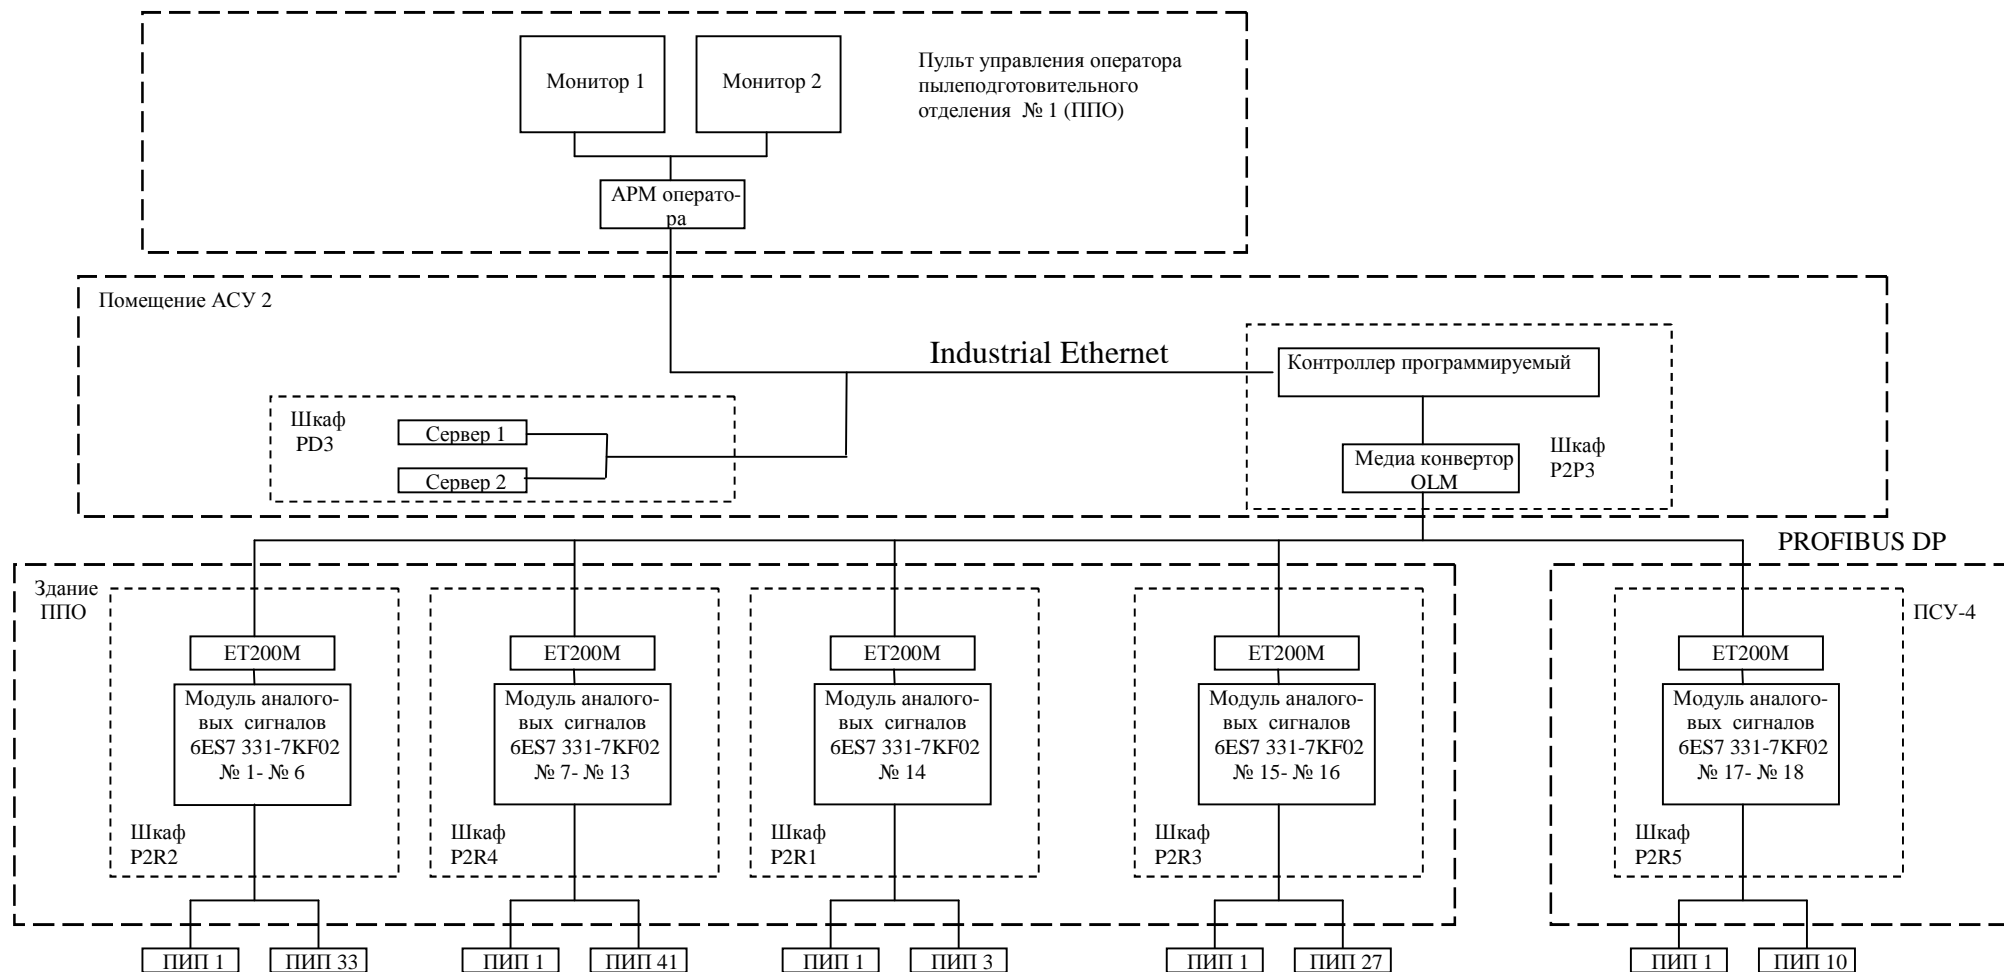 Монитор 1
Монитор 2
Пульт управления оператора
пылеподготовительного
отделения № 1 (ППО)
АРМ операто-
ра
Помещение АСУ 2
Industrial Ethernet
Контроллер программируемый
Шкаф
PD3
Сервер 1
Сервер 2
Медиа конвертор
OLM
Шкаф
P2P3
PROFIBUS DP
Здание
ППО
ПСУ-4
ET200M
Модуль аналого-
вых сигналов
6ES7 331-7KF02
№ 1- № 6
Шкаф
P2R2
ET200M
Модуль аналого-
вых сигналов
6ES7 331-7KF02
№ 7- № 13
Шкаф
P2R4
ET200M
Модуль аналого-
вых сигналов
6ES7 331-7KF02
№ 14
Шкаф
P2R1
ET200M
Модуль аналого-
вых сигналов
6ES7 331-7KF02
№ 15- № 16
Шкаф
P2R3
ET200M
Модуль аналого-
вых сигналов
6ES7 331-7KF02
№ 17- № 18
Шкаф
P2R5
ПИП 1
ПИП 33
ПИП 1
ПИП 41
ПИП 1
ПИП 3
ПИП 1
ПИП 27
ПИП 1
ПИП 10